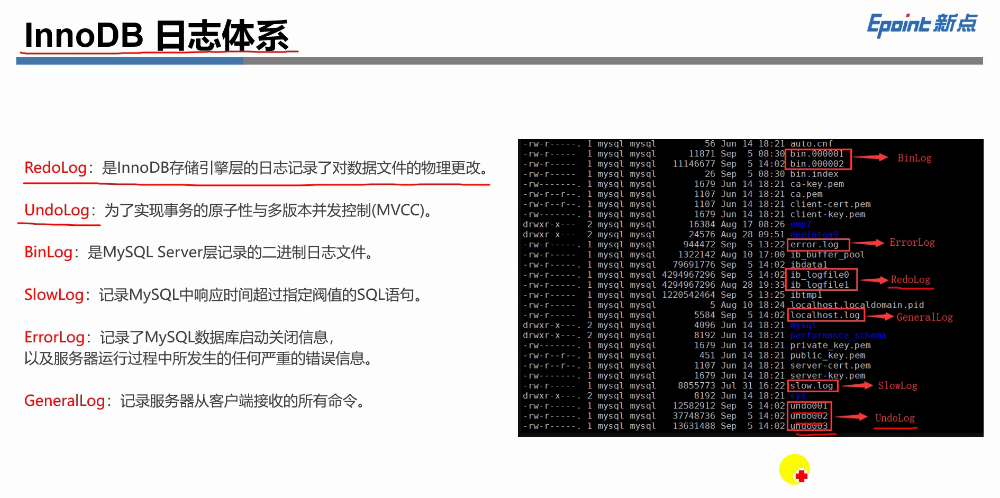 InnoDB 日志体系
Epoint 新点
RedoLog：是InnoDB存储引擎层的日志记录了对数据文件的物理更改。
UndoLog：为了实现事务的原子性与多版本并发控制(MVCC)。
BinLog：是MySQL Server层记录的二进制日志文件。
SlowLog：记录MySQL中响应时间超过指定阀值的SQL语句。
ErrorLog：记录了MySQL数据库启动关闭信息，
以及服务器运行过程中所发生的任何严重的错误信息。
GeneralLog：记录服务器从客户端接收的所有命令。
-rw-r-----. 1 mysql mysql 56 Jun 14 18:21 auto.cnf
-rw-r----- 1 mysql mysql 11871 Sep 5 08:30 bin.000001
-rw-r----- 1 mysql mysql 11146677 Sep 5 14:02 bin.000002
BinLog
-rw-r----- 1 mysql mysql 26 Sep 5 08:30 bin.index
-rw-------. 1 mysql mysql 1679 Jun 14 18:21 ca-key.pem
-rw-r--r--. 1 mysql mysql 1107 Jun 14 18:21 ca.pem
-rw-r--r--. 1 mysql mysql 1107 Jun 14 18:21 client-cert.pem
-rw-------. 1 mysql mysql 1679 Jun 14 18:21 client-key.pem
drwxr-x--- 2 mysql mysql 16384 Aug 17 08:26
drwxr-x--- 2 mysql mysql 24576 Aug 28 09:51
-rw-r-----. 1 mysql mysql 944472 Sep 5 13:22 error.log
ErrorLog
-rw-r-----. 1 mysql mysql 1322142 Aug 10 17:00 ib_buffer_pool
-rw-r-----. 1 mysql mysql 79691776 Sep 5 14:02 ibdata1
-rw-r-----. 1 mysql mysql 4294967296 Sep 5 14:02 ib_logfile0
-rw-r-----. 1 mysql mysql 4294967296 Aug 28 19:33 ib_logfile1
RedoLog
-rw-r----- 1 mysql mysql 1220542464 Sep 5 13:25 ibtmp1
-rw-r----- 1 mysql mysql 5 Aug 10 18:24 localhost.localdomain.pid
-rw-r----- 1 mysql mysql 5584 Sep 5 14:02 localhost.log
GeneralLog
drwxr-x---. 2 mysql mysql 4096 Jun 14 18:21 mysql
drwxr-x---. 2 mysql mysql 8192 Jun 14 18:21 performance_schema
-rw-------. 1 mysql mysql 1679 Jun 14 18:21 private_key.pem
-rw-r--r--. 1 mysql mysql 451 Jun 14 18:21 public_key.pem
-rw-r--r--. 1 mysql mysql 1107 Jun 14 18:21 server-cert.pem
-rw-------. 1 mysql mysql 1679 Jun 14 18:21 server-key.pem
-rw-r-----. 1 mysql mysql 8855773 Jul 31 16:22 slow.log
SlowLog
drwxr-x---. 2 mysql mysql 8192 Jun 14 18:21 sys
-rw-r-----. 1 mysql mysql 12582912 Sep 5 14:02 undo001
-rw-r-----. 1 mysql mysql 37748736 Sep 5 14:02 undo002
UndoLog
-rw-r-----. 1 mysql mysql 13631488 Sep 5 14:02 undo003